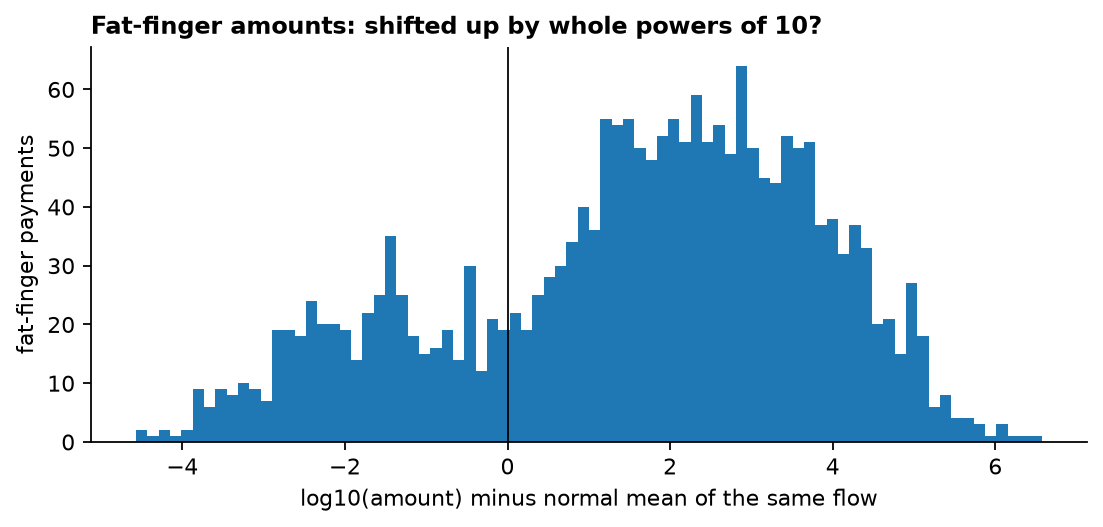 Fat-finger amounts: shifted up by whole powers of 10?
fat-finger payments
60
50
40
30
20
10
0
−4 −2 0 2 4 6
log10(amount) minus normal mean of the same flow